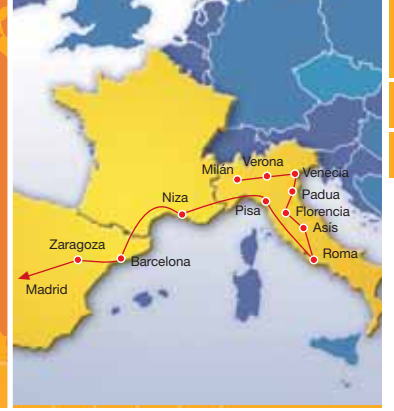 Verona
Milán
Venecia
Padua
Niza
Pisa
Florencia
Asís
Zaragoza
Roma
Barcelona
Madrid